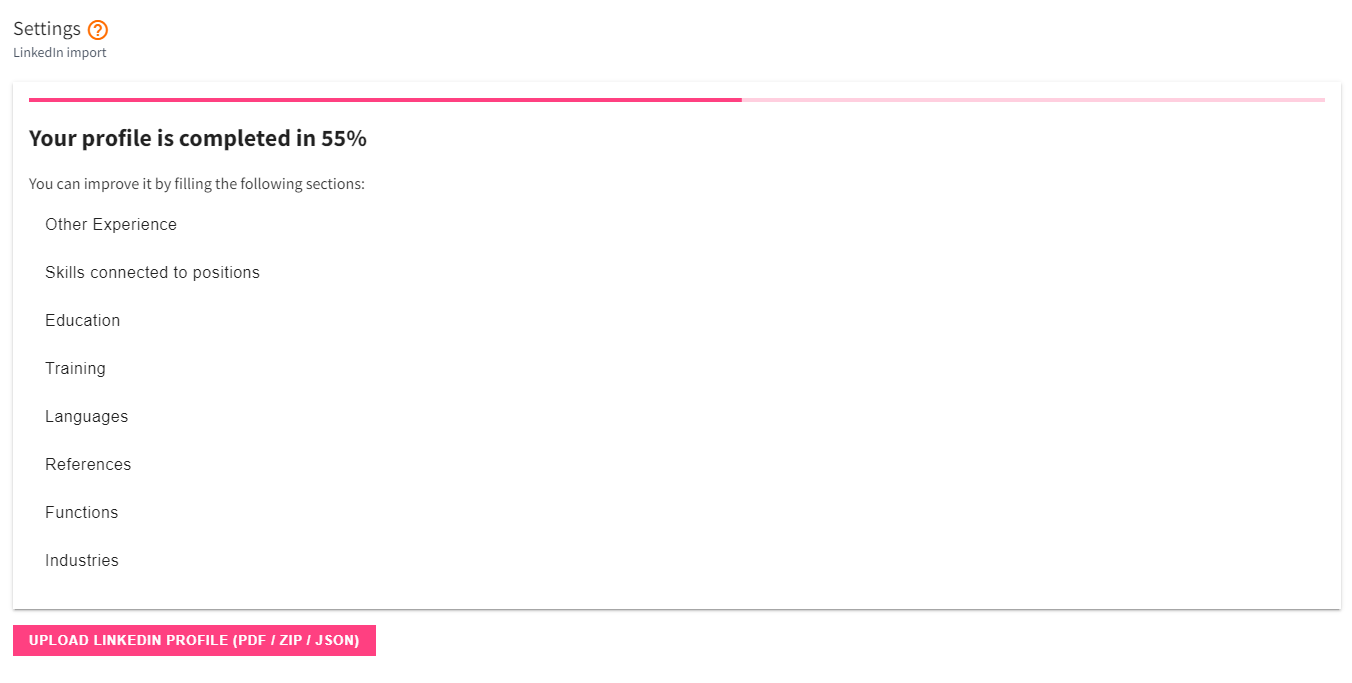 Settings ?
LinkedIn import
Your profile is completed in 55%
You can improve it by filling the following sections:
Other Experience
Skills connected to positions
Education
Training
Languages
References
Functions
Industries
UPLOAD LINKEDIN PROFILE (PDF / ZIP / JSON)